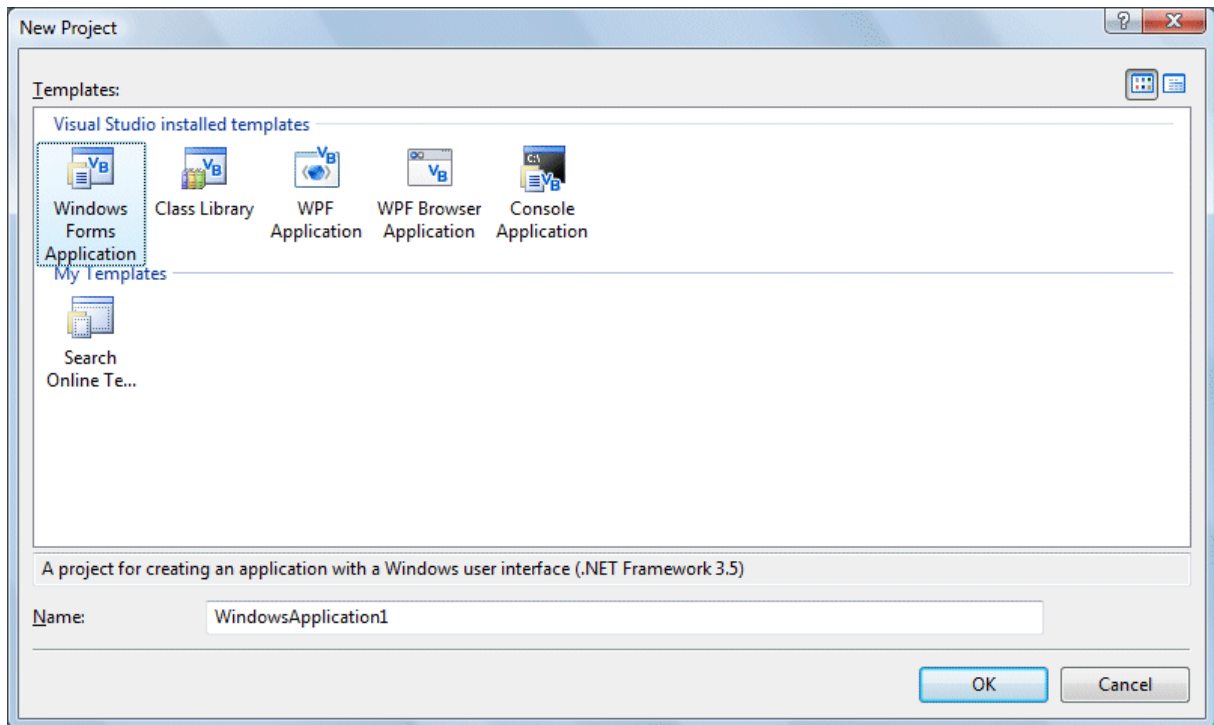 New Project
Templates:
Visual Studio installed templates
Windows Forms Application
Class Library
WPF Application
WPF Browser Application
Console Application
My Templates
Search Online Te...
A project for creating an application with a Windows user interface (.NET Framework 3.5)
Name:
WindowsApplication1
OK
Cancel